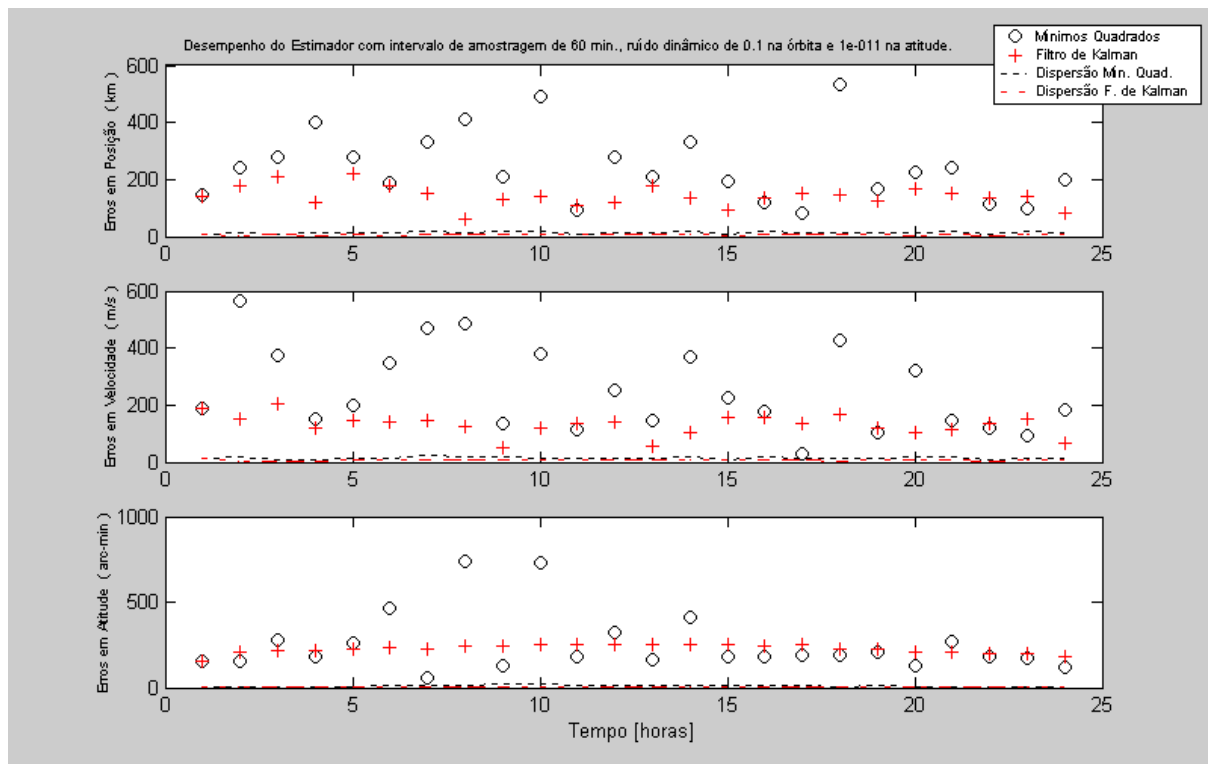 Desempenho do Estimador com intervalo de amostragem de 60 min., ruído dinâmico de 0.1 na órbita e 1e-011 na atitude.
Mínimos Quadrados
Filtro de Kalman
Dispersão Mín. Quad.
Dispersão F. de Kalman
Erros em Posição ( km )
600
400
200
0
0 5 10 15 20 25
Erros em Velocidade ( m/s )
600
400
200
0
0 5 10 15 20 25
Erros em Atitude ( arc-min )
1000
500
0
0 5 10 15 20 25
Tempo [horas]